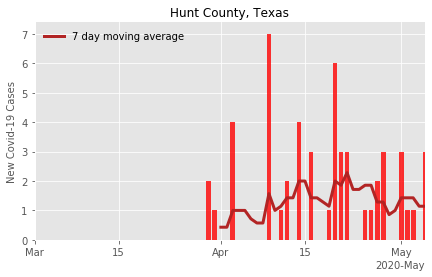 Hunt County, Texas
7 day moving average
New Covid-19 Cases
7
6
5
4
3
2
1
0
Mar 15 Apr 15 May
2020-May